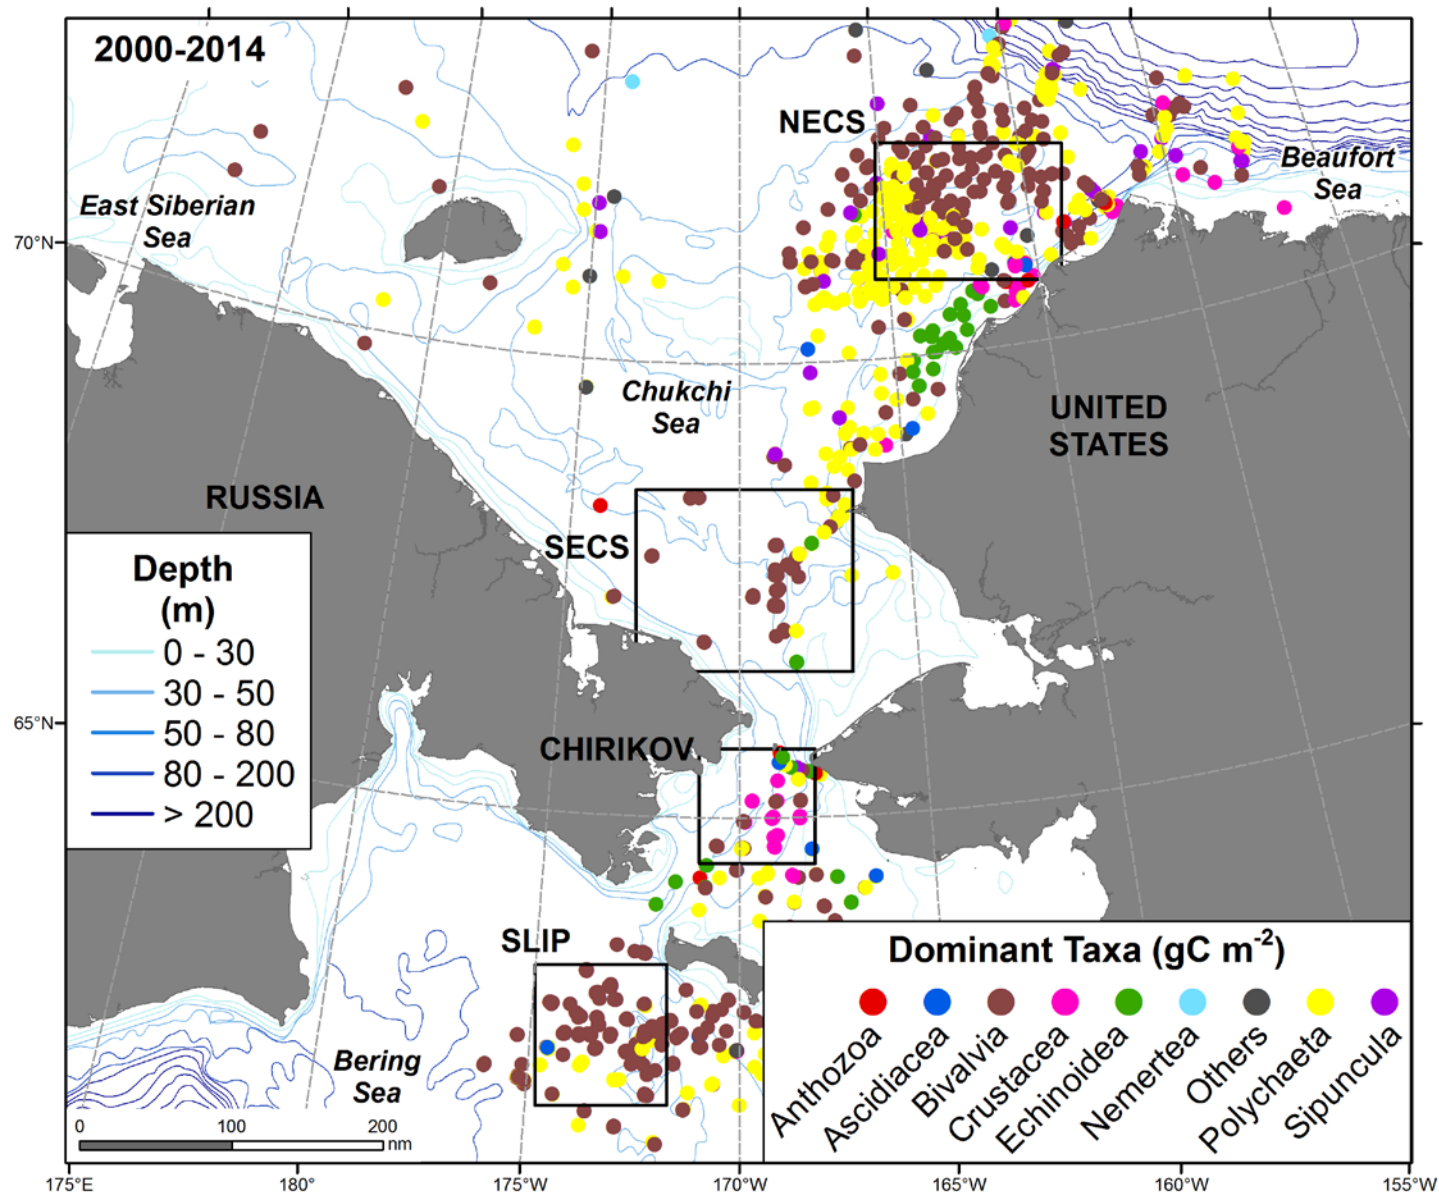 2000-2014
NECS
Beaufort
Sea
East Siberian
Sea
70°N
Chukchi
Sea
UNITED
STATES
RUSSIA
SECS
Depth
(m)
0 - 30
30 - 50
50 - 80
80 - 200
> 200
65°N
CHIRIKOV
SLIP
Bering
Sea
Dominant Taxa (gC m⁻²)
Anthozoa
Ascidiacea
Bivalvia
Crustacea
Echinoidea
Nemertea
Others
Polychaeta
Sipuncula
0 100 200
nm
175°E 180° 175°W 170°W 165°W 160°W 155°W